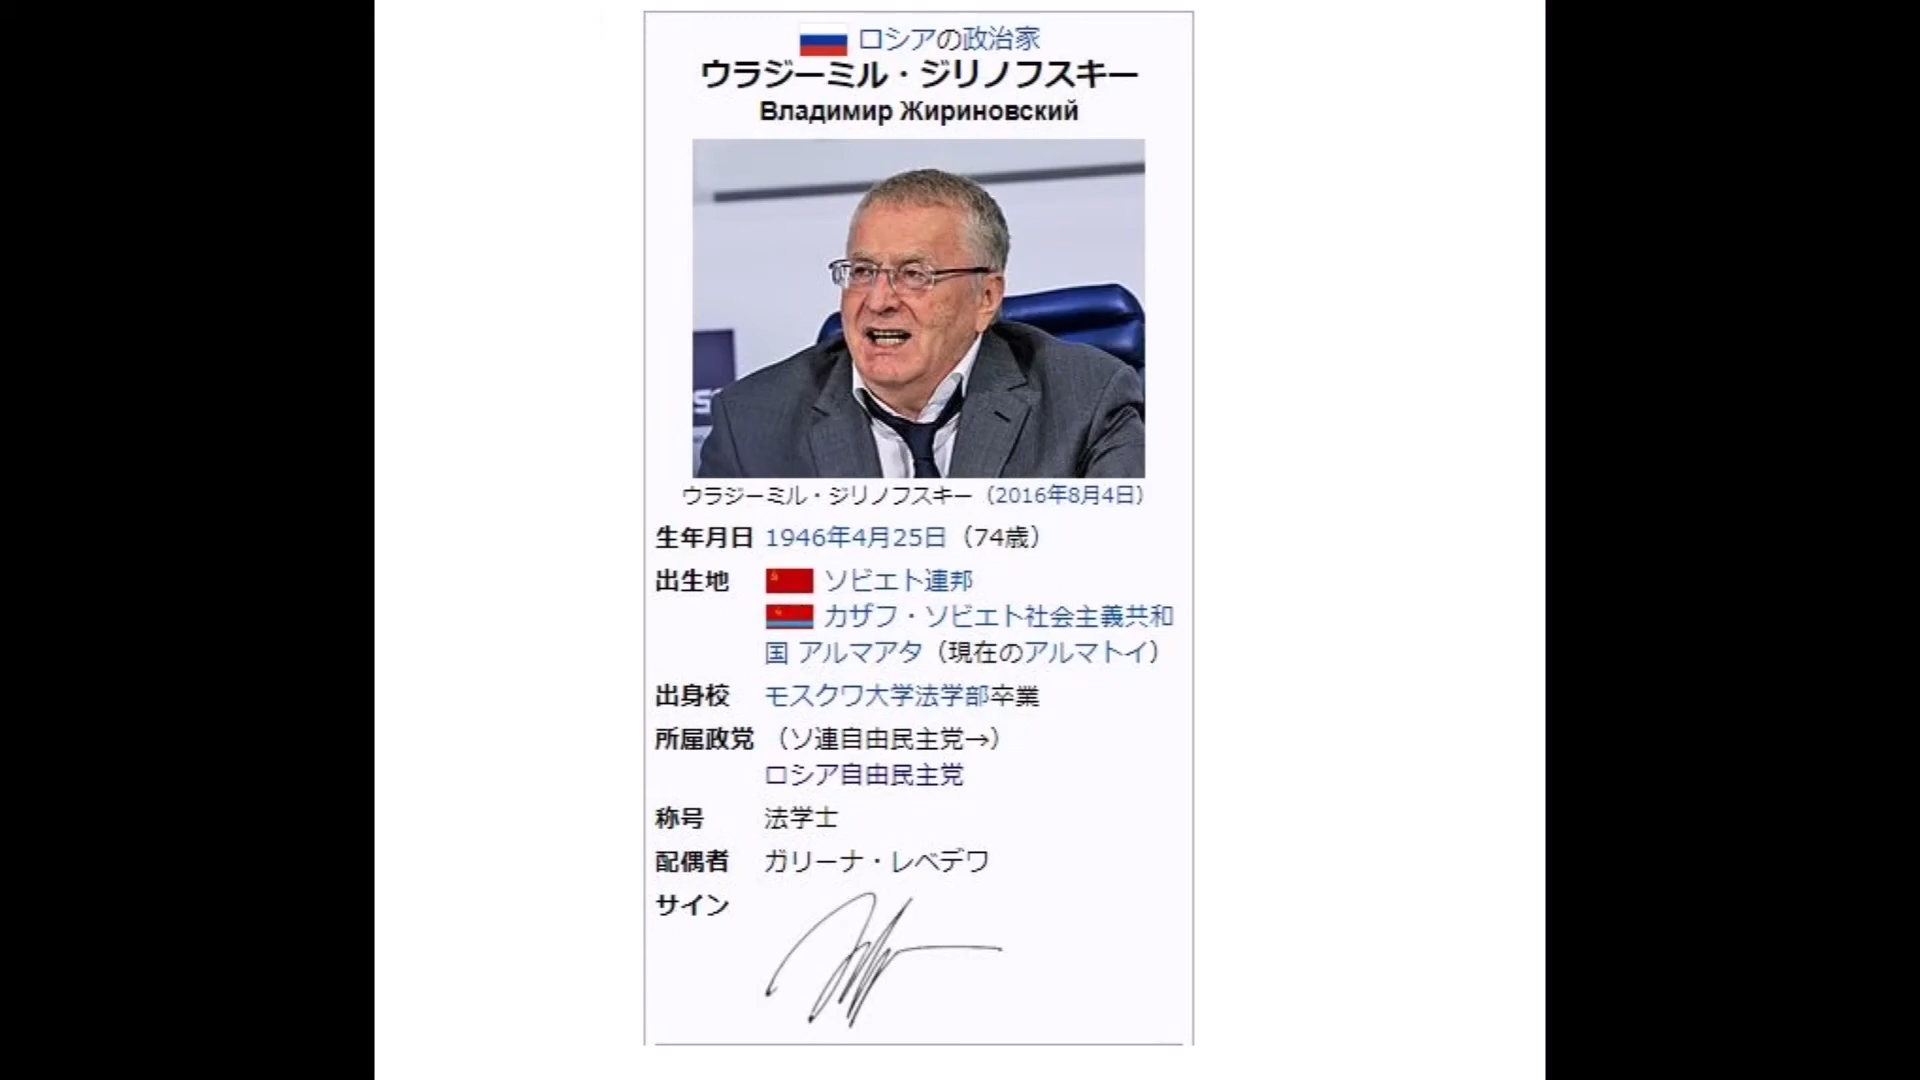 ロシアの政治家
ウラジーミル・ジリノフスキー
Владимир Жириновский
ウラジーミル・ジリノフスキー（2016年8月4日）
生年月日 1946年4月25日（74歳）
出生地 ソビエト連邦
カザフ・ソビエト社会主義共和
国 アルマアタ（現在のアルマトイ）
出身校 モスクワ大学法学部卒業
所属政党 （ソ連自由民主党→）
ロシア自由民主党
称号 法学士
配偶者 ガリーナ・レベデワ
サイン